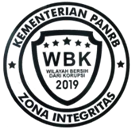 KEMENTERIAN PANRB
WBK
WILAYAH BERSIH
DARI KORUPSI
2019
ZONA INTEGRITAS